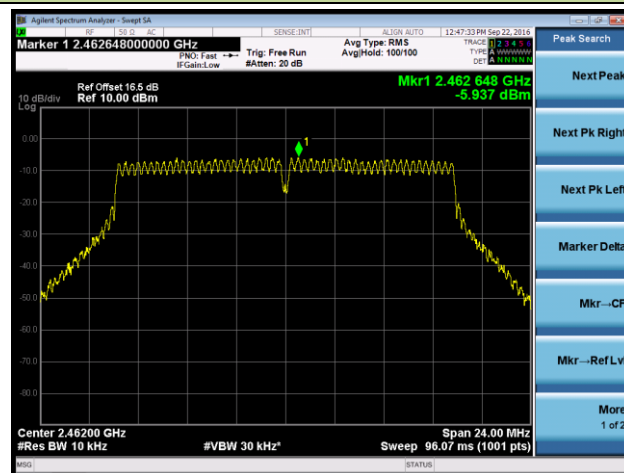 Agilent Spectrum Analyzer - Swept SA
RF 50 Ω AC SENSE:INT ALIGN AUTO 12:47:33 PM Sep 22, 2016
Marker 1 2.462648000000 GHz
PNO: Fast
IFGain:Low
Trig: Free Run
#Atten: 20 dB
Avg Type: RMS
Avg|Hold: 100/100
TRACE 1 2 3 4 5 6
TYPE A WWWWW
DET A N N N N N
Peak Search
Ref Offset 16.5 dB
10 dB/div Ref 10.00 dBm
Log
Mkr1 2.462 648 GHz
-5.937 dBm
Next Peak
0.00
1
Next Pk Right
-10.0
-20.0
Next Pk Left
-30.0
-40.0
Marker Delta
-50.0
Mkr→CF
-60.0
-70.0
Mkr→Ref Lvl
-80.0
More
1 of 2
Center 2.46200 GHz Span 24.00 MHz
#Res BW 10 kHz #VBW 30 kHz* Sweep 96.07 ms (1001 pts)
MSG STATUS